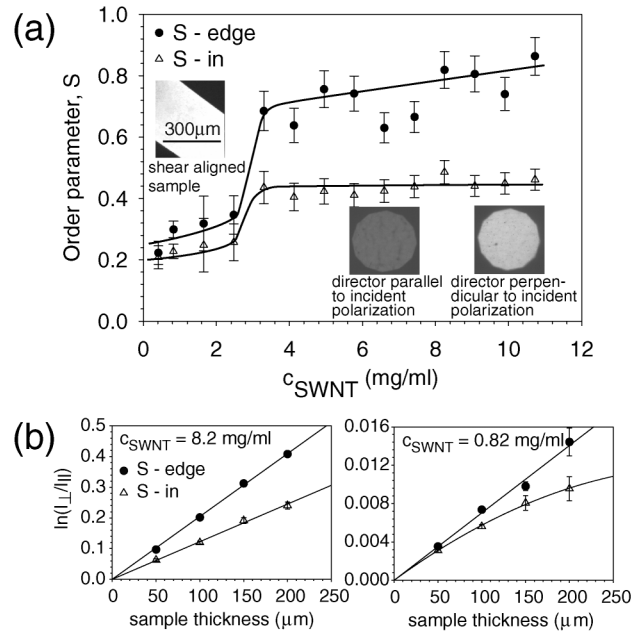 (a)
● S - edge
△ S - in
300µm
shear aligned
sample
Order parameter, S
1.0
0.8
0.6
0.4
0.2
0.0
director parallel
to incident
polarization
director perpen-
dicular to incident
polarization
0 2 4 6 8 10 12
c_SWNT (mg/ml)
(b)
ln(I⊥/I||)
0.5
0.4
0.3
0.2
0.1
0.0
c_SWNT = 8.2 mg/ml
● S - edge
△ S - in
0 50 100 150 200 250
sample thickness (µm)
0.016
0.012
0.008
0.004
0.000
c_SWNT = 0.82 mg/ml
0 50 100 150 200 250
sample thickness (µm)